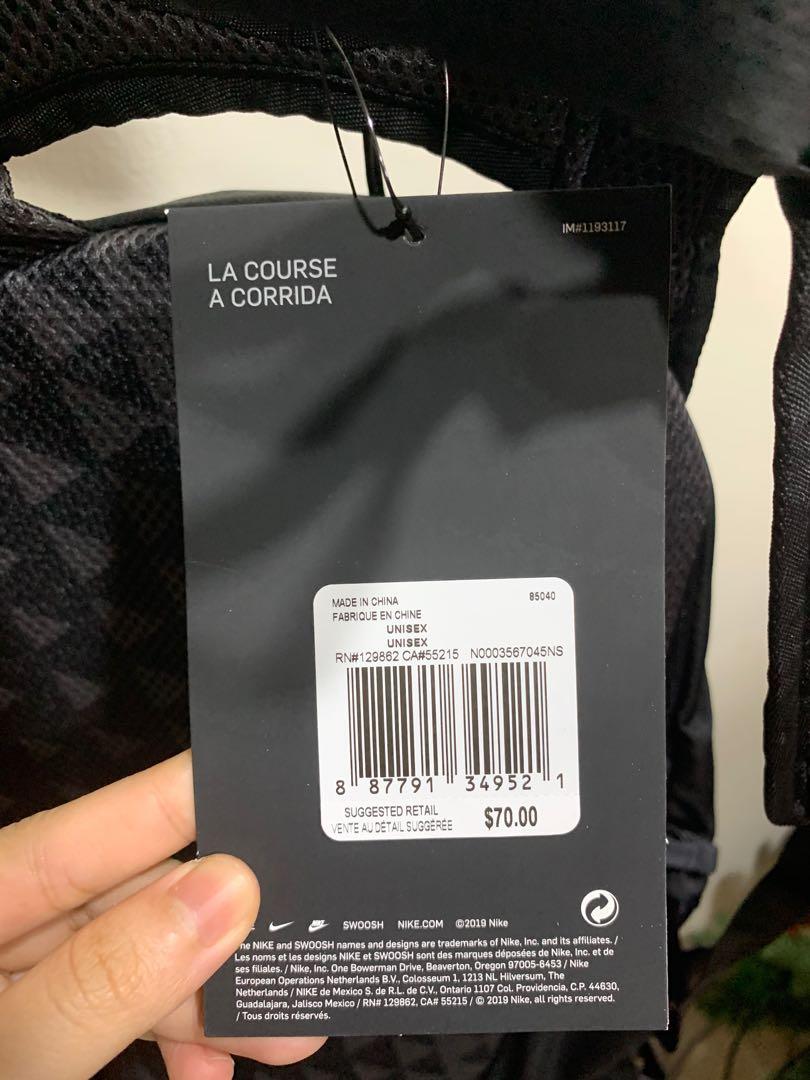 IM#1193117
LA COURSE
A CORRIDA
MADE IN CHINA 85040
FABRIQUE EN CHINE
UNISEX
UNISEX
RN#129862 CA#55215 N0003567045NS
8 87791 34952 1
SUGGESTED RETAIL $70.00
VENTE AU DÉTAIL SUGGÉRÉE
SWOOSH NIKE.COM ©2019 Nike
NIKE and SWOOSH names and designs are trademarks of Nike, Inc. and its affiliates. /
Les noms et les designs NIKE et SWOOSH sont des marques déposées de Nike, Inc. et de
ses filiales. / Nike, Inc. One Bowerman Drive, Beaverton, Oregon 97005-6453 / Nike
European Operations Netherlands B.V., Colosseum 1, 1213 NL Hilversum, The
Netherlands / NIKE de Mexico S. de R.L. de C.V., Ontario 1107 Col. Providencia, C.P. 44630,
Guadalajara, Jalisco Mexico / RN# 129862, CA# 55215 / © 2019 Nike, all rights reserved.
/ Tous droits réservés.